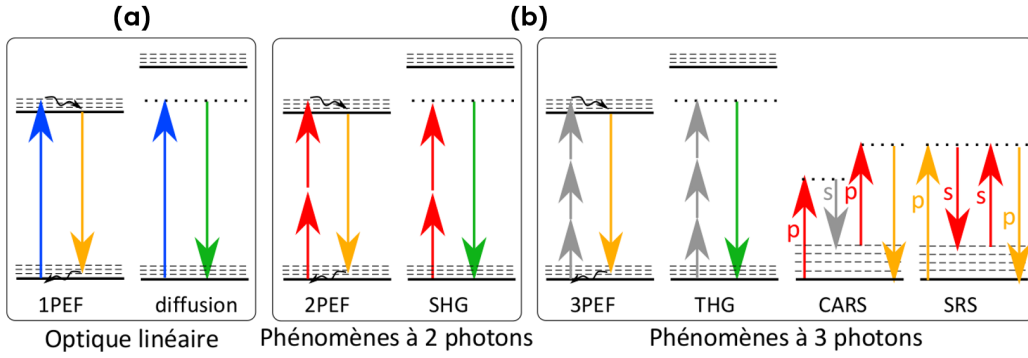 (a)
(b)
1PEF
diffusion
2PEF
SHG
3PEF
THG
p
s
p
CARS
p
s
s
p
SRS
Optique linéaire
Phénomènes à 2 photons
Phénomènes à 3 photons